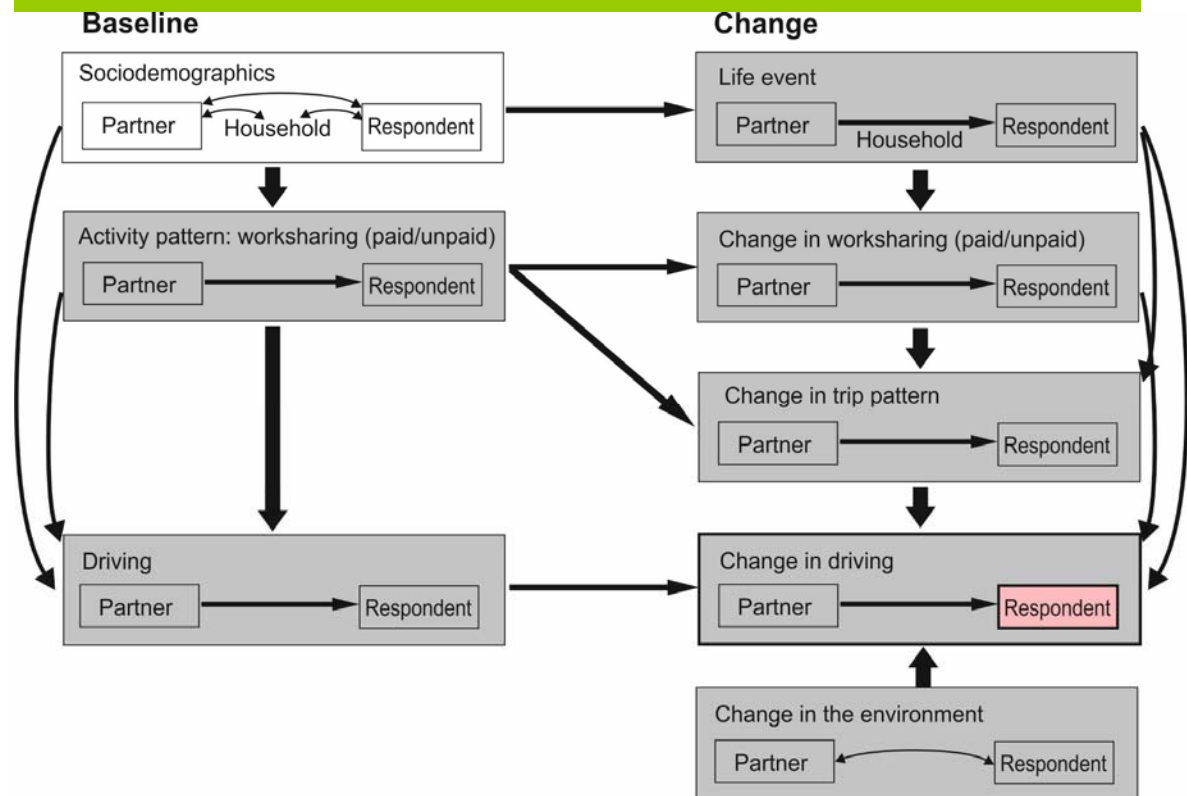 Baseline
Change
Sociodemographics
Partner
Household
Respondent
Life event
Partner
Household
Respondent
Activity pattern: worksharing (paid/unpaid)
Partner
Respondent
Change in worksharing (paid/unpaid)
Partner
Respondent
Change in trip pattern
Partner
Respondent
Driving
Partner
Respondent
Change in driving
Partner
Respondent
Change in the environment
Partner
Respondent